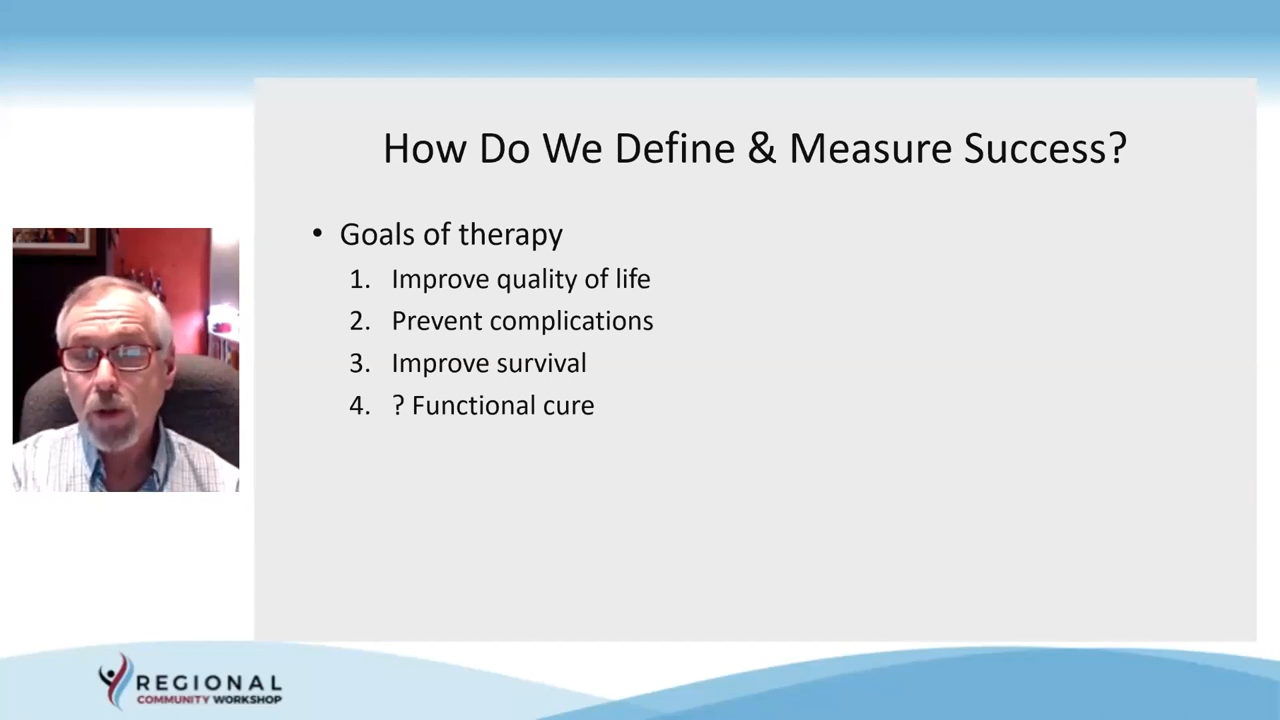 How Do We Define & Measure Success?
• Goals of therapy
1. Improve quality of life
2. Prevent complications
3. Improve survival
4. ? Functional cure
REGIONAL
COMMUNITY WORKSHOP